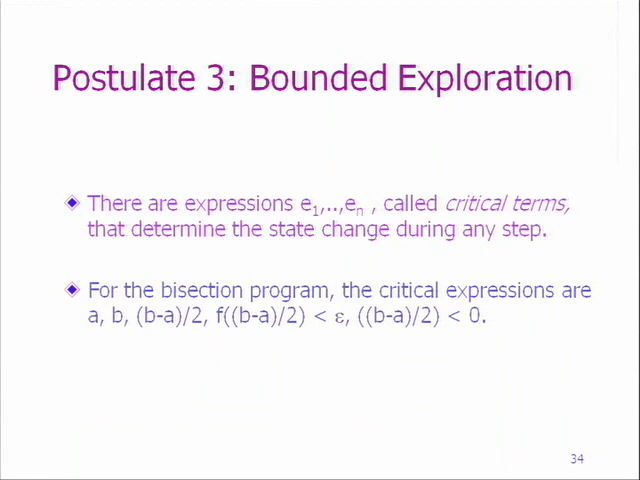 Postulate 3: Bounded Exploration
There are expressions e₁,..,eₙ , called critical terms,
that determine the state change during any step.
For the bisection program, the critical expressions are
a, b, (b-a)/2, f((b-a)/2) < ε, ((b-a)/2) < 0.
34